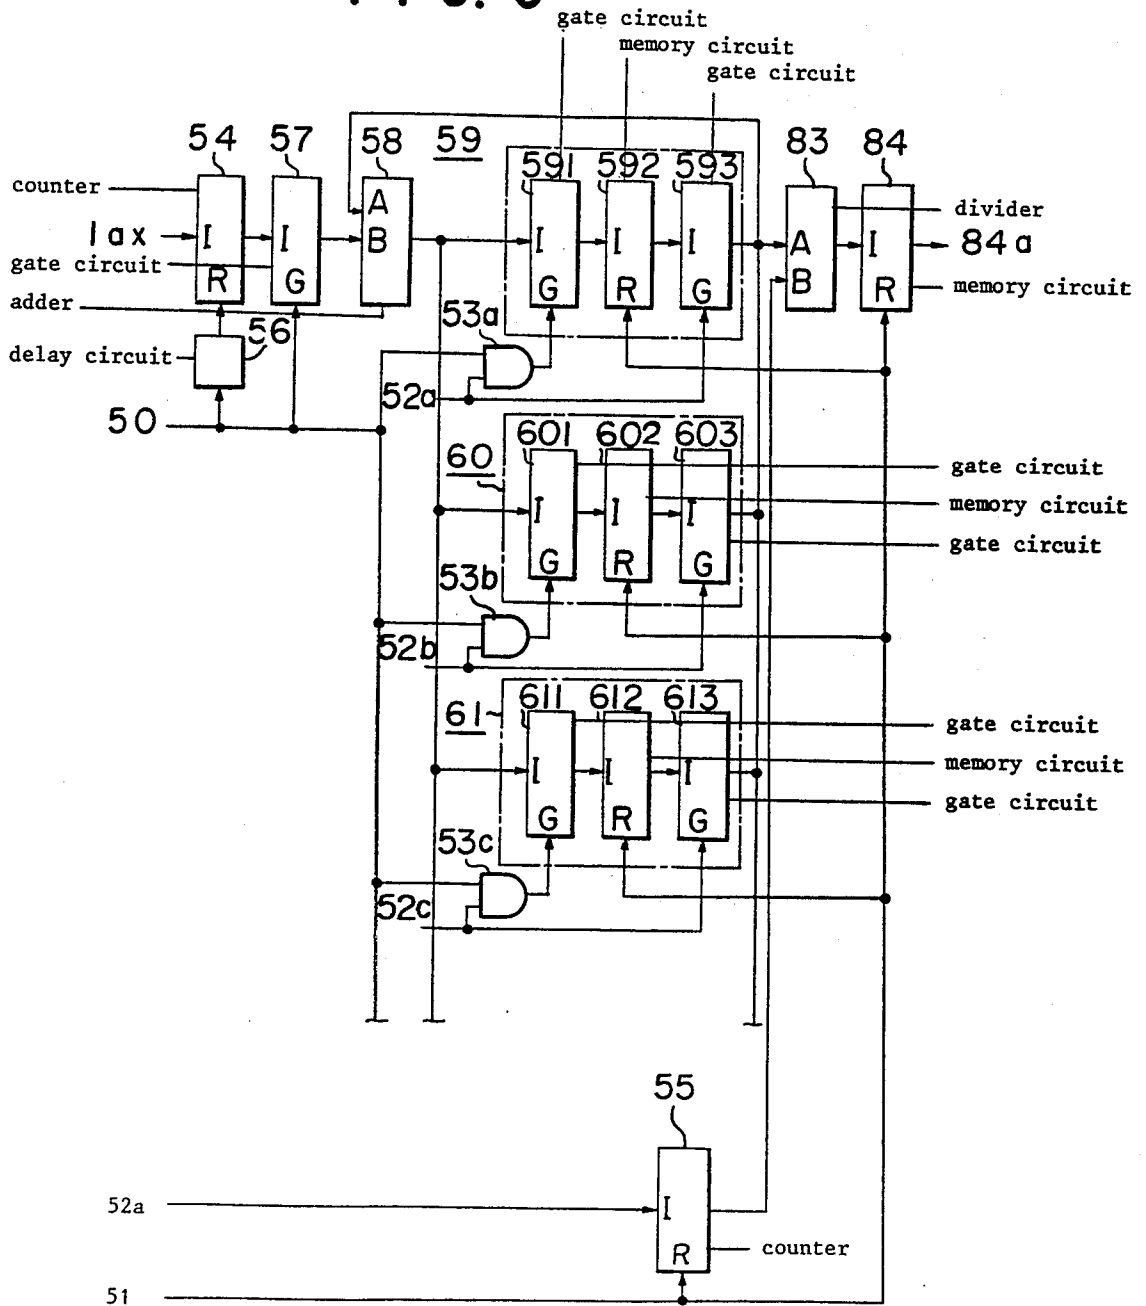 gate circuit
memory circuit
gate circuit
54 57 58 59 591 592 593 83 84
counter
A
divider
1ax I I B I I I A I 84a
gate circuit
R G G R G B R
memory circuit
adder
53a
56
delay circuit
52a
50
60 601 602 603
gate circuit
memory circuit
I I I
gate circuit
G R G
53b
52b
61 611 612 613
gate circuit
memory circuit
I I I
gate circuit
G R G
53c
52c
55
52a I
R counter
51